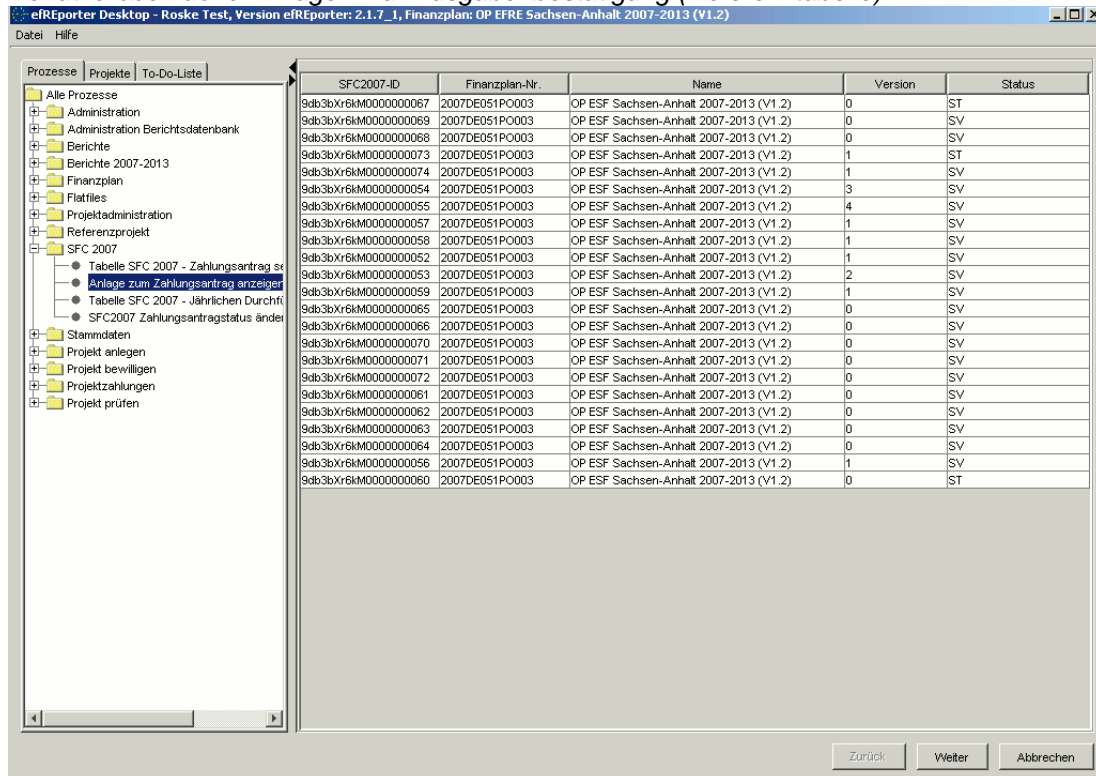 efREporter Desktop - Roske Test, Version efREporter: 2.1.7_1, Finanzplan: OP EFRE Sachsen-Anhalt 2007-2013 (V1.2)
Datei Hilfe
Prozesse Projekte To-Do-Liste
Alle Prozesse
Administration
Administration Berichtsdatenbank
Berichte
Berichte 2007-2013
Finanzplan
Flatfiles
Projektadministration
Referenzprojekt
SFC 2007
Tabelle SFC 2007 - Zahlungsantrag se
Anlage zum Zahlungsantrag anzeigen
Tabelle SFC 2007 - Jährlichen Durchfü
SFC2007 Zahlungsantragstatus änder
Stammdaten
Projekt anlegen
Projekt bewilligen
Projektzahlungen
Projekt prüfen
SFC2007-ID Finanzplan-Nr. Name Version Status
9db3bXr6kM0000000067 2007DE051PO003 OP ESF Sachsen-Anhalt 2007-2013 (V1.2) 0 ST
9db3bXr6kM0000000069 2007DE051PO003 OP ESF Sachsen-Anhalt 2007-2013 (V1.2) 0 SV
9db3bXr6kM0000000068 2007DE051PO003 OP ESF Sachsen-Anhalt 2007-2013 (V1.2) 0 SV
9db3bXr6kM0000000073 2007DE051PO003 OP ESF Sachsen-Anhalt 2007-2013 (V1.2) 1 ST
9db3bXr6kM0000000074 2007DE051PO003 OP ESF Sachsen-Anhalt 2007-2013 (V1.2) 1 SV
9db3bXr6kM0000000054 2007DE051PO003 OP ESF Sachsen-Anhalt 2007-2013 (V1.2) 3 SV
9db3bXr6kM0000000055 2007DE051PO003 OP ESF Sachsen-Anhalt 2007-2013 (V1.2) 4 SV
9db3bXr6kM0000000057 2007DE051PO003 OP ESF Sachsen-Anhalt 2007-2013 (V1.2) 1 SV
9db3bXr6kM0000000058 2007DE051PO003 OP ESF Sachsen-Anhalt 2007-2013 (V1.2) 1 SV
9db3bXr6kM0000000052 2007DE051PO003 OP ESF Sachsen-Anhalt 2007-2013 (V1.2) 1 SV
9db3bXr6kM0000000053 2007DE051PO003 OP ESF Sachsen-Anhalt 2007-2013 (V1.2) 2 SV
9db3bXr6kM0000000059 2007DE051PO003 OP ESF Sachsen-Anhalt 2007-2013 (V1.2) 1 SV
9db3bXr6kM0000000065 2007DE051PO003 OP ESF Sachsen-Anhalt 2007-2013 (V1.2) 0 SV
9db3bXr6kM0000000066 2007DE051PO003 OP ESF Sachsen-Anhalt 2007-2013 (V1.2) 0 SV
9db3bXr6kM0000000070 2007DE051PO003 OP ESF Sachsen-Anhalt 2007-2013 (V1.2) 0 SV
9db3bXr6kM0000000071 2007DE051PO003 OP ESF Sachsen-Anhalt 2007-2013 (V1.2) 0 SV
9db3bXr6kM0000000072 2007DE051PO003 OP ESF Sachsen-Anhalt 2007-2013 (V1.2) 0 SV
9db3bXr6kM0000000061 2007DE051PO003 OP ESF Sachsen-Anhalt 2007-2013 (V1.2) 0 SV
9db3bXr6kM0000000062 2007DE051PO003 OP ESF Sachsen-Anhalt 2007-2013 (V1.2) 0 SV
9db3bXr6kM0000000063 2007DE051PO003 OP ESF Sachsen-Anhalt 2007-2013 (V1.2) 0 SV
9db3bXr6kM0000000064 2007DE051PO003 OP ESF Sachsen-Anhalt 2007-2013 (V1.2) 0 SV
9db3bXr6kM0000000056 2007DE051PO003 OP ESF Sachsen-Anhalt 2007-2013 (V1.2) 1 SV
9db3bXr6kM0000000060 2007DE051PO003 OP ESF Sachsen-Anhalt 2007-2013 (V1.2) 0 ST
Zurück Weiter Abbrechen